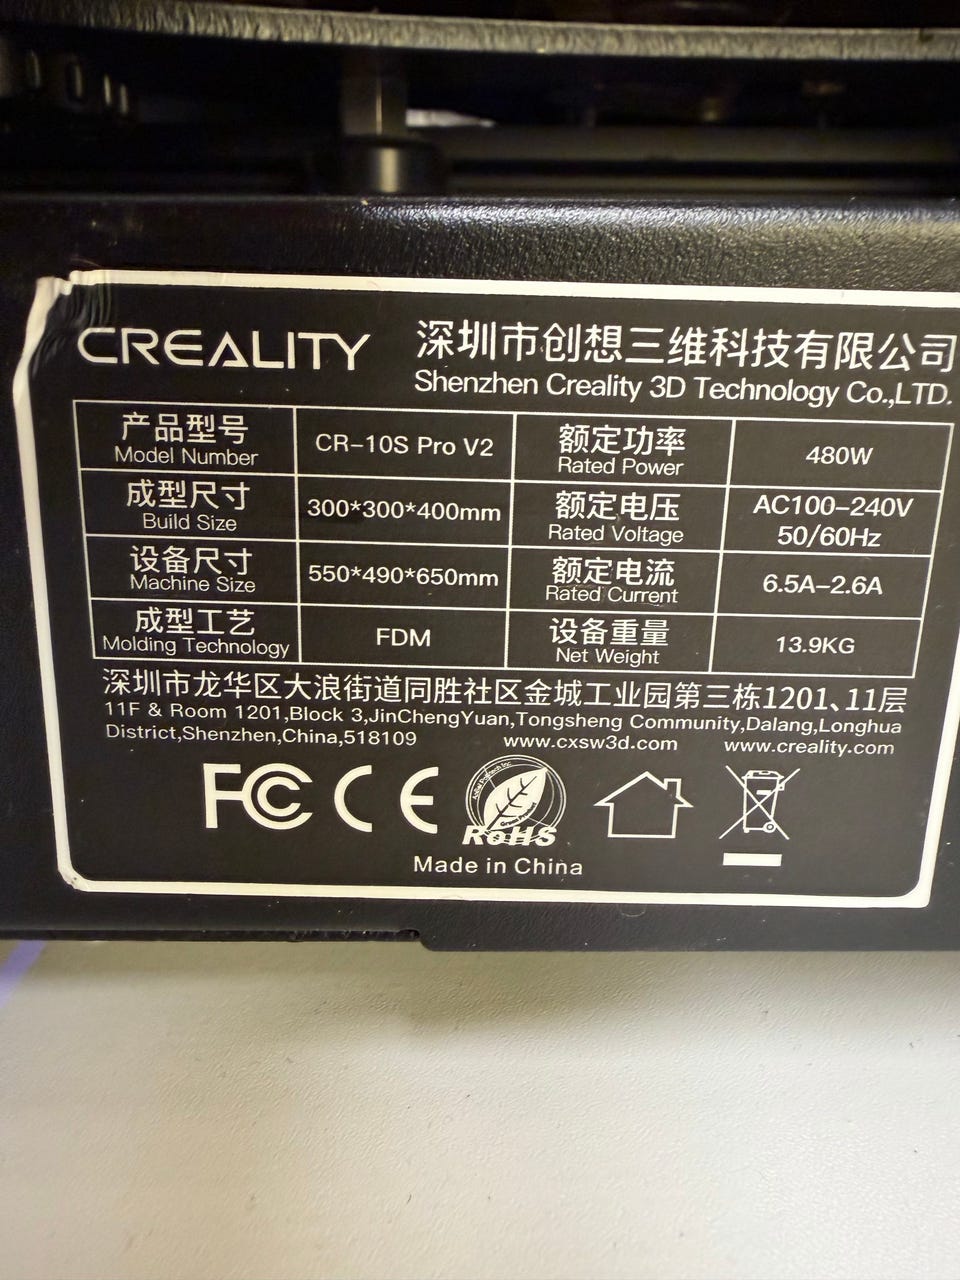 CREALITY
深圳市创想三维科技有限公司
Shenzhen Creality 3D Technology Co.,LTD.
产品型号
Model Number
CR-10S Pro V2
额定功率
Rated Power
480W
成型尺寸
Build Size
300*300*400mm
额定电压
Rated Voltage
AC100-240V
50/60Hz
设备尺寸
Machine Size
550*490*650mm
额定电流
Rated Current
6.5A-2.6A
成型工艺
Molding Technology
FDM
设备重量
Net Weight
13.9KG
深圳市龙华区大浪街道同胜社区金城工业园第三栋1201、11层
11F & Room 1201,Block 3,JinChengYuan,Tongsheng Community,Dalang,Longhua
District,Shenzhen,China,518109
www.cxsw3d.com
www.creality.com
FC CE
RoHS
Made in China